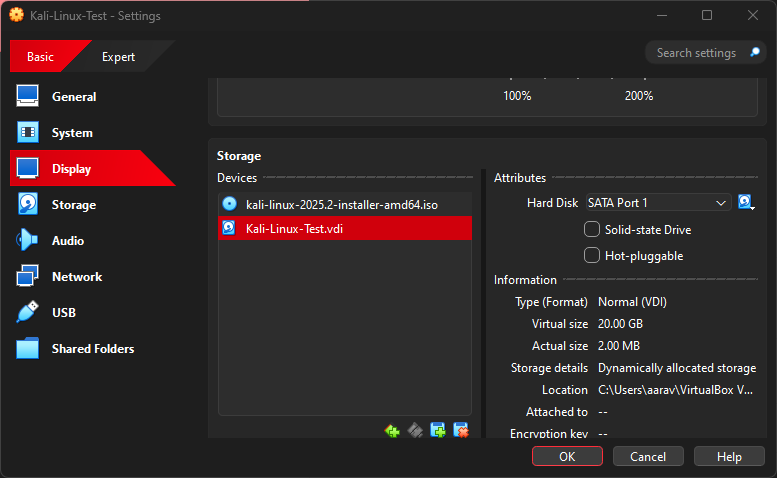 Kali-Linux-Test - Settings
Basic
Expert
Search settings
General
System
Display
Storage
Audio
Network
USB
Shared Folders
100%
200%
Storage
Devices
kali-linux-2025.2-installer-amd64.iso
Kali-Linux-Test.vdi
Attributes
Hard Disk SATA Port 1
Solid-state Drive
Hot-pluggable
Information
Type (Format) Normal (VDI)
Virtual size 20.00 GB
Actual size 2.00 MB
Storage details Dynamically allocated storage
Location C:\Users\aarav\VirtualBox V...
Attached to --
Encryption key --
OK
Cancel
Help